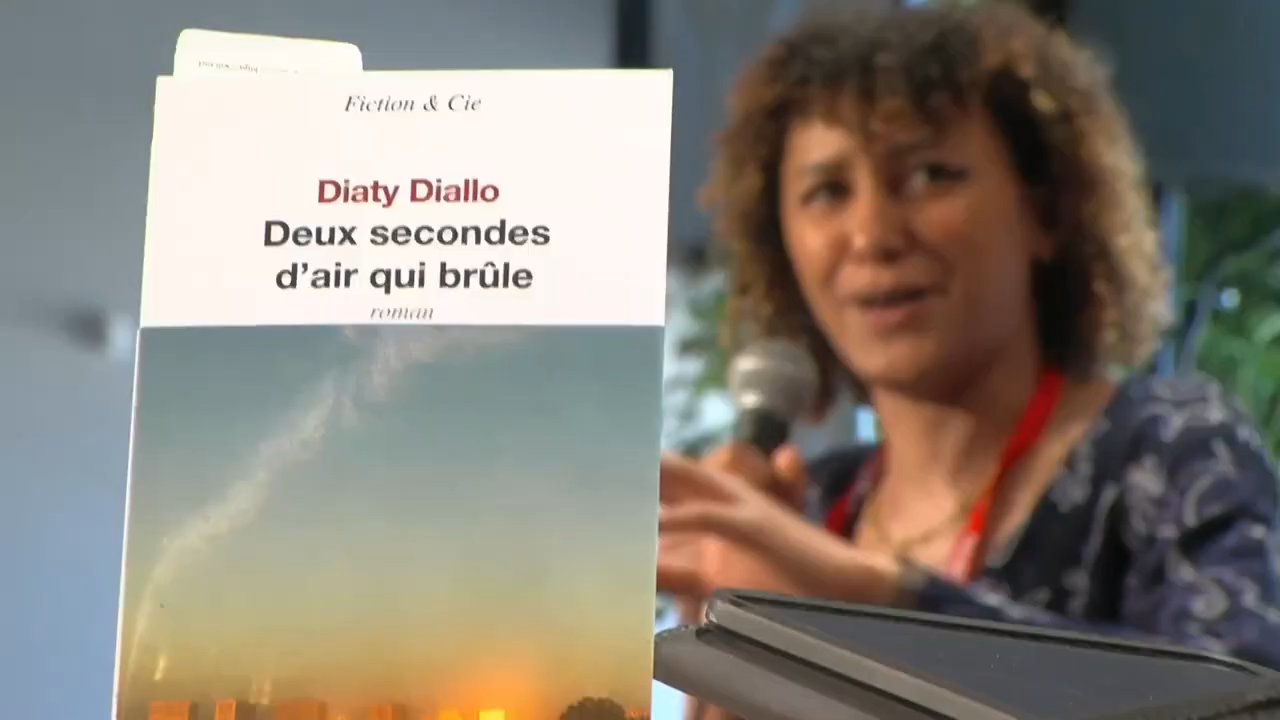 Fiction & Cie
Diaty Diallo
Deux secondes
d’air qui brûle
roman